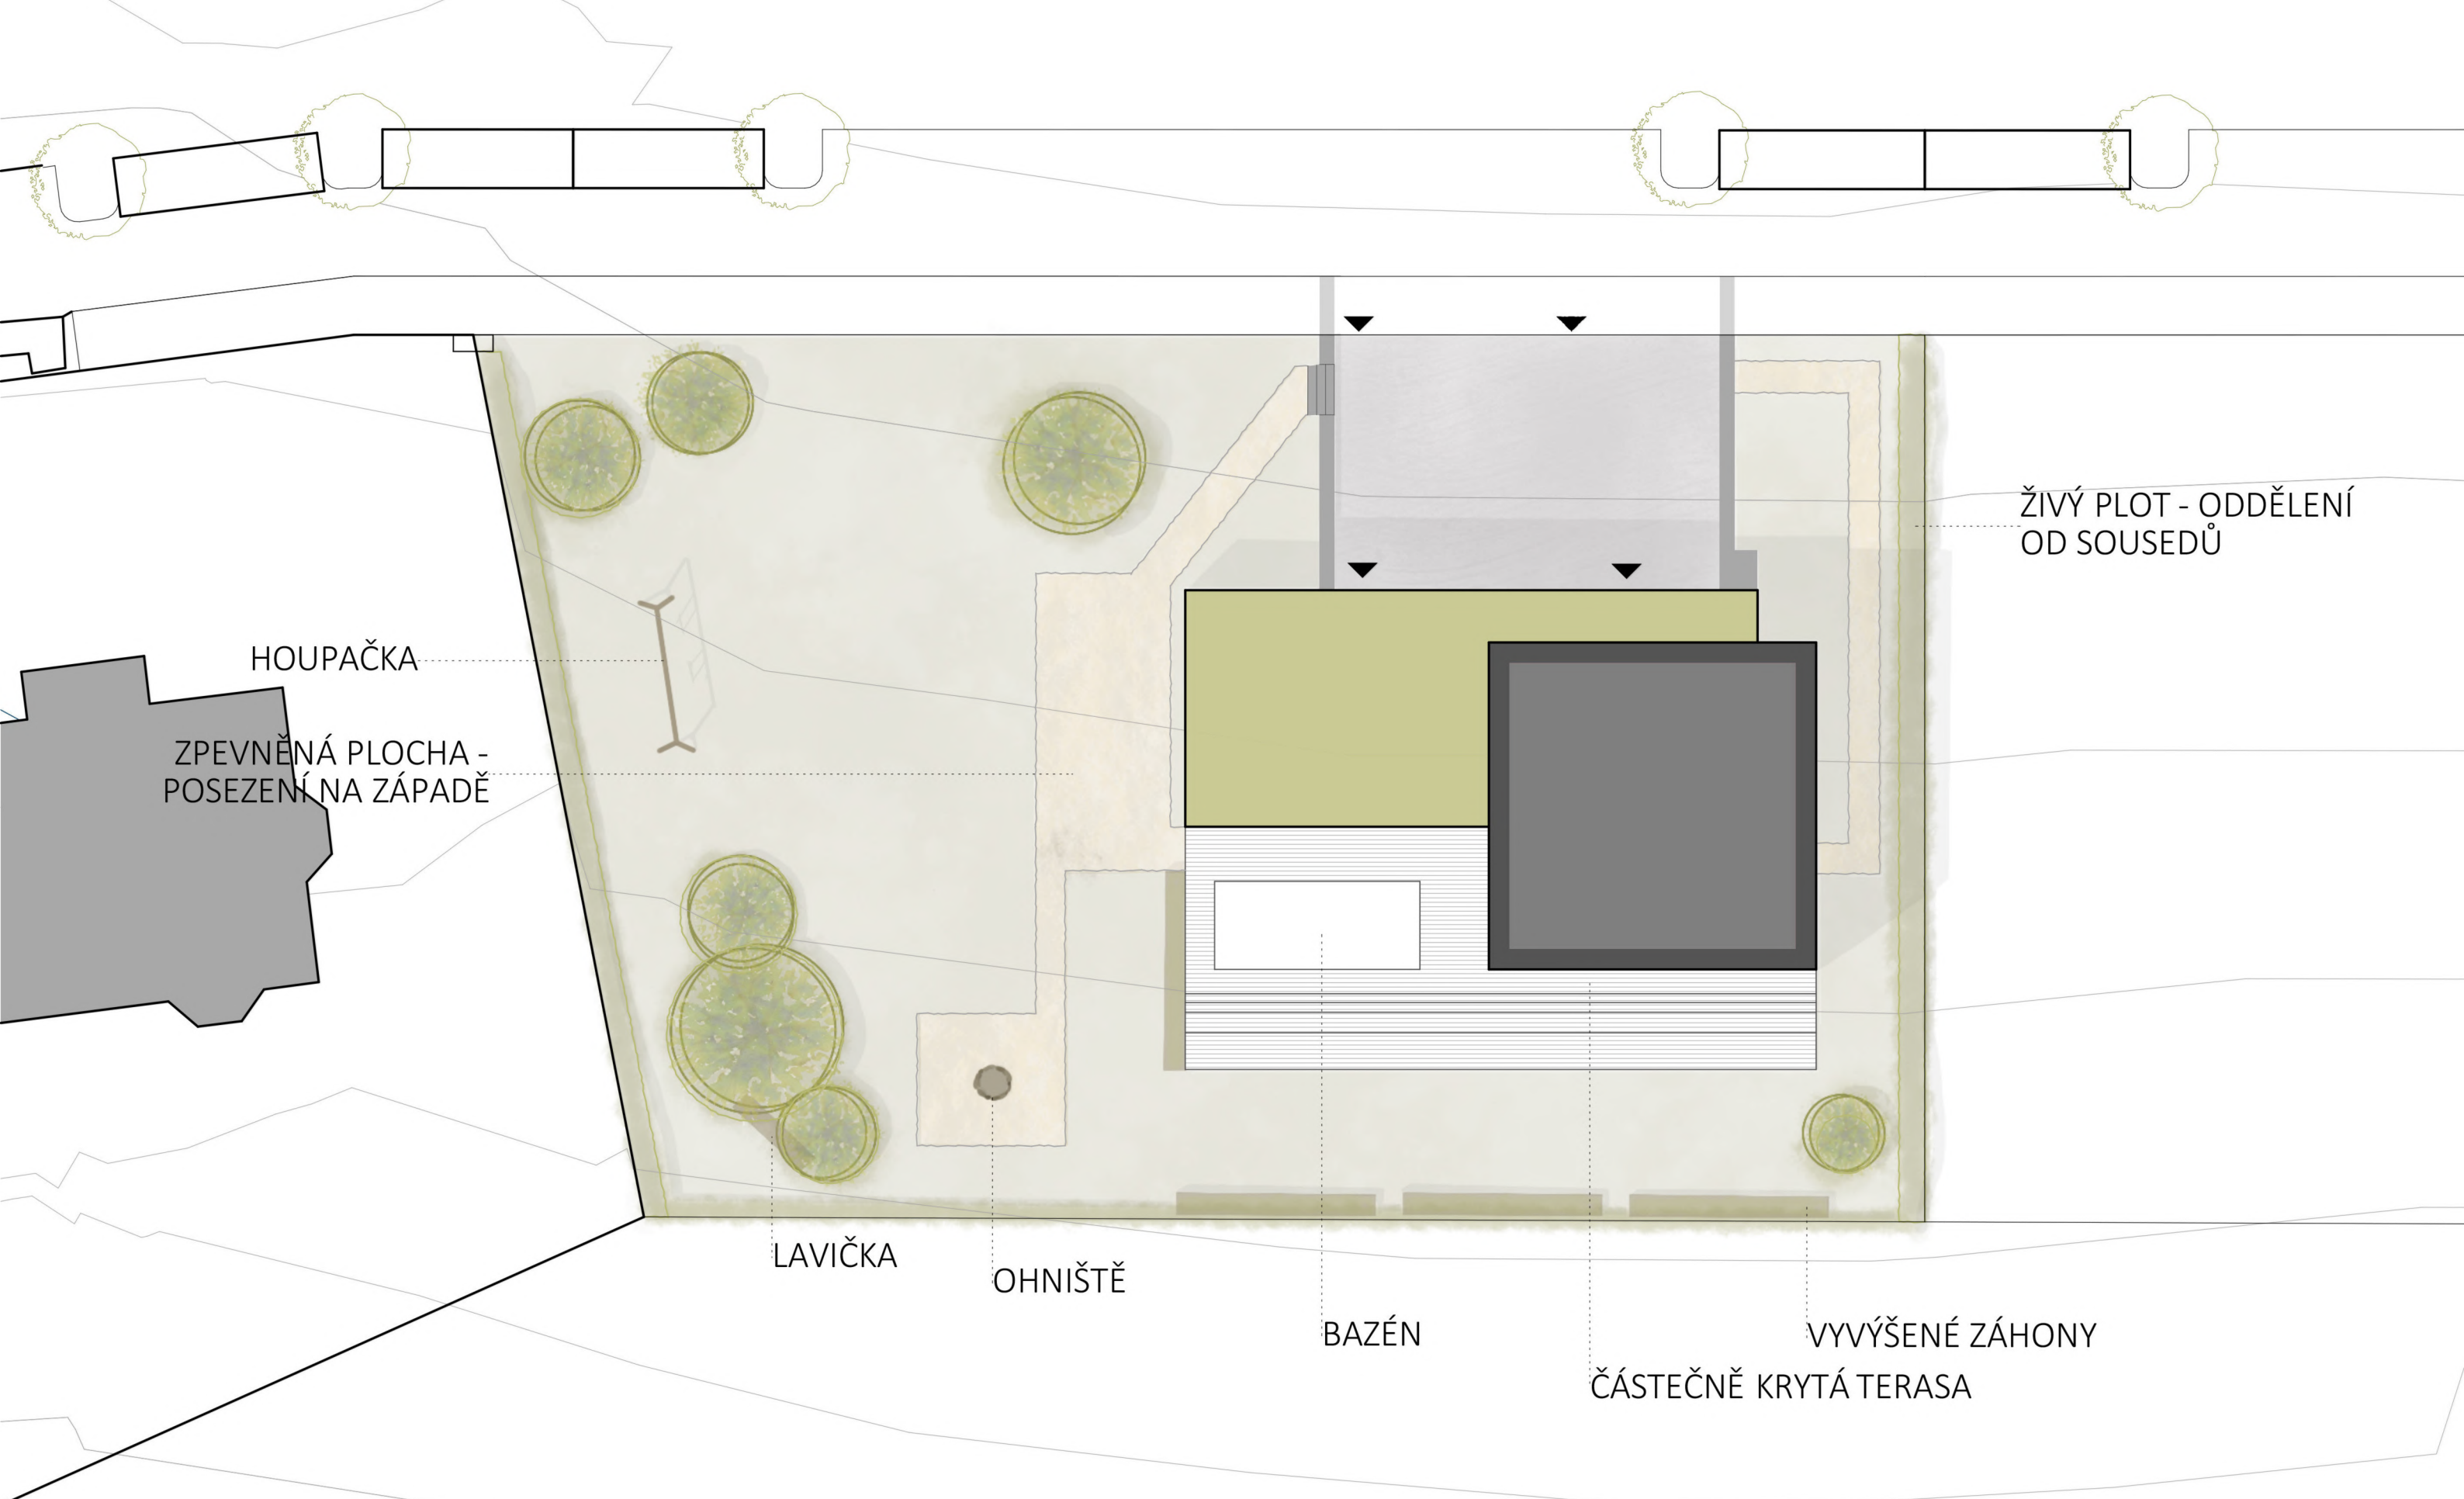 ŽIVÝ PLOT - ODDĚLENÍ
OD SOUSEDŮ
HOUPAČKA
ZPEVNĚNÁ PLOCHA -
POSEZENÍ NA ZÁPADĚ
LAVIČKA
OHNIŠTĚ
BAZÉN
VYVÝŠENÉ ZÁHONY
ČÁSTEČNĚ KRYTÁ TERASA